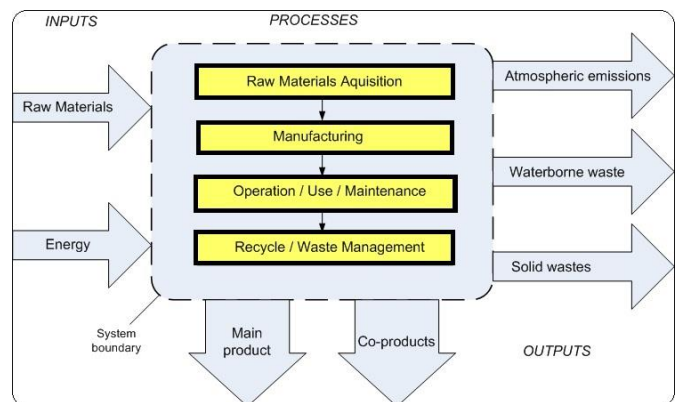 INPUTS
PROCESSES
Raw Materials Aquisition
Atmospheric emissions
Raw Materials
Manufacturing
Operation / Use / Maintenance
Waterborne waste
Energy
Recycle / Waste Management
Solid wastes
System
boundary
Main
product
Co-products
OUTPUTS